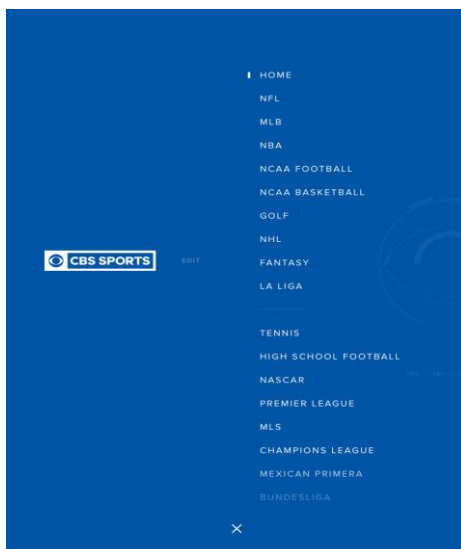 HOME
NFL
MLB
NBA
NCAA FOOTBALL
NCAA BASKETBALL
GOLF
NHL
CBS SPORTS
EDIT
FANTASY
LA LIGA
TENNIS
HIGH SCHOOL FOOTBALL
NASCAR
PREMIER LEAGUE
MLS
CHAMPIONS LEAGUE
MEXICAN PRIMERA
BUNDESLIGA